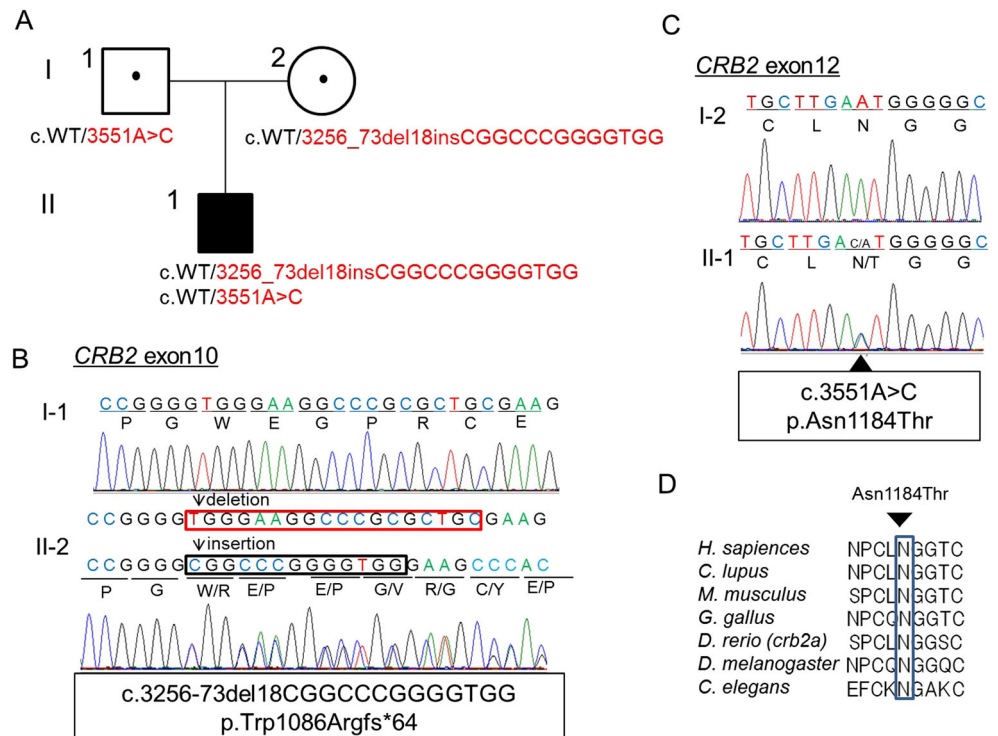 A
I
1
2
c.WT/3551A>C
c.WT/3256_73del18insCGGCCCGGGGTGG
II
1
c.WT/3256_73del18insCGGCCCGGGGTGG
c.WT/3551A>C
B
CRB2 exon10
I-1
CCGGGGTGGGAAGGCCCGCGCTGCGAAG
P G W E G P R C E
deletion
CCGGGGTGGGAAGGCCCGCGCTGCGAAG
II-2
insertion
CCGGGGCGGCCCGGGGTGGGAAGCCCAC
P G W/R E/P E/P G/V R/G C/Y E/P
c.3256-73del18CGGCCCGGGGTGG
p.Trp1086Argfs*64
C
CRB2 exon12
I-2
TGCTTGAATGGGGGC
C L N G G
II-1
TGCTTGAC/ATGGGGGC
C L N/T G G
c.3551A>C
p.Asn1184Thr
D
Asn1184Thr
H. sapiences NPCLNGGTC
C. lupus NPCLNGGTC
M. musculus SPCLNGGTC
G. gallus NPCQNGGTC
D. rerio (crb2a) SPCLNGGSC
D. melanogaster NPCQNGGQC
C. elegans EFCKNGAKC